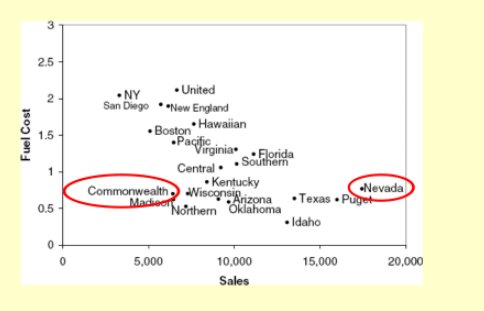 3
2.5
2
1.5
1
0.5
0
Fuel Cost
NY
United
San Diego
New England
Hawaiian
Boston
Pacific
Virginia
Florida
Southern
Central
Kentucky
Commonwealth
Wisconsin
Nevada
Madison
Arizona
Texas
Puget
Northern
Oklahoma
Idaho
0
5,000
10,000
15,000
20,000
Sales